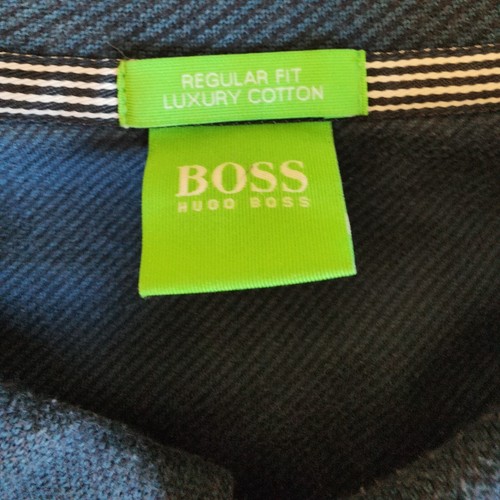 REGULAR FIT
LUXURY COTTON
BOSS
HUGO BOSS